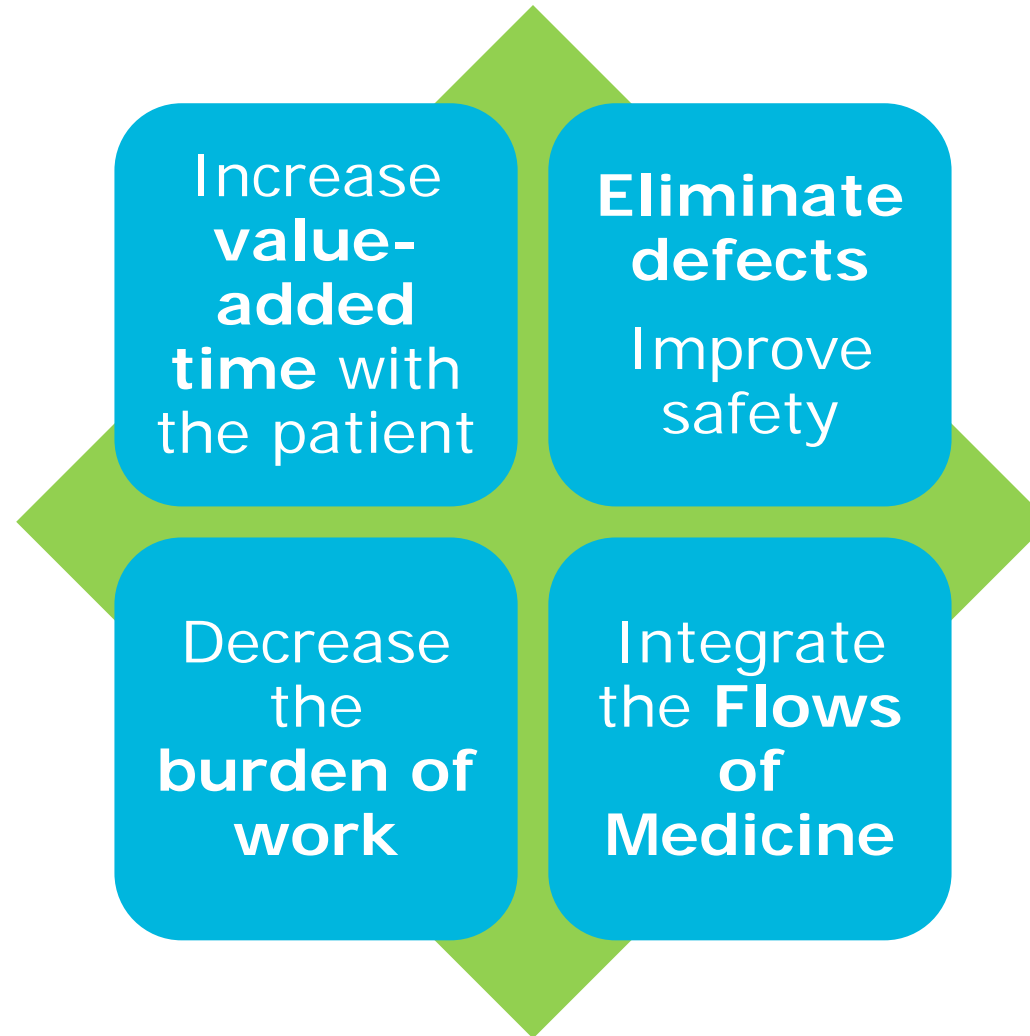 Increase
value-
added
time with
the patient
Eliminate
defects
Improve
safety
Decrease
the
burden of
work
Integrate
the Flows
of
Medicine